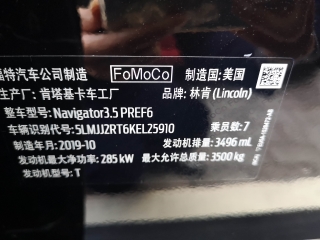 福特汽车公司制造 FoMoCo 制造国: 美国
生产厂: 肯塔基卡车工厂 品牌: 林肯 (Lincoln)
整车型号: Navigator3.5 PREF6
车辆识别代号: 5LMJJ2RT6KEL25910 乘员数: 7
制造年月: 2019-10 发动机排量: 3496 mL
发动机最大净功率: 285 kW 最大允许总质量: 3500 kg
发动机型号: T